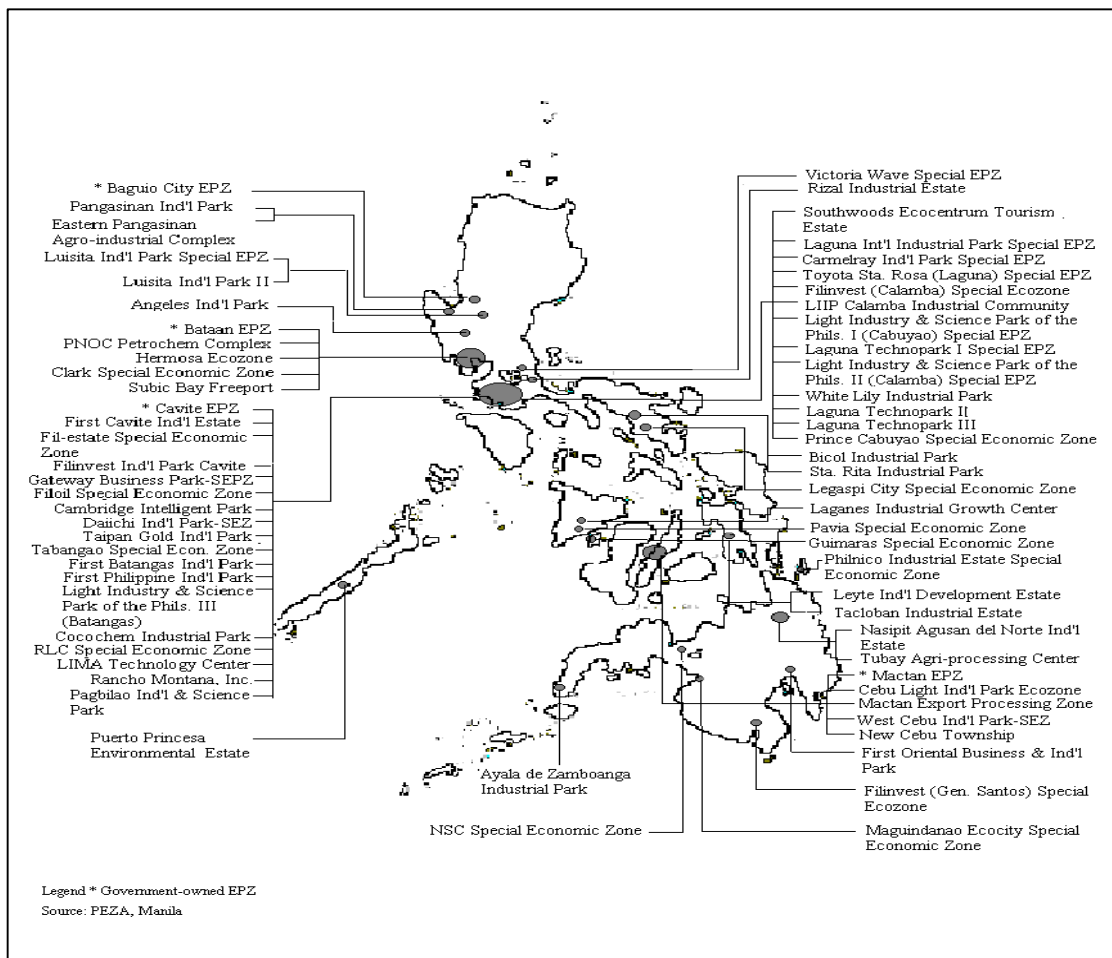 * Baguio City EPZ
Pangasinan Ind'l Park
Eastern Pangasinan
Agro-industrial Complex
Luisita Ind'l Park Special EPZ
Luisita Ind'l Park II
Angeles Ind'l Park
* Bataan EPZ
PNOC Petrochem Complex
Hermosa Ecozone
Clark Special Economic Zone
Subic Bay Freeport
* Cavite EPZ
First Cavite Ind'l Estate
Fil-estate Special Economic
Zone
Filinvest Ind'l Park Cavite
Gateway Business Park-SEPZ
Filoil Special Economic Zone
Cambridge Intelligent Park
Daiichi Ind'l Park-SEZ
Taipan Gold Ind'l Park
Tabangao Special Econ. Zone
First Batangas Ind'l Park
First Philippine Ind'l Park
Light Industry & Science
Park of the Phils. III
(Batangas)
Cocochem Industrial Park
RLC Special Economic Zone
LIMA Technology Center
Rancho Montana, Inc.
Pagbilao Ind'l & Science
Park
Puerto Princesa
Environmental Estate
Victoria Wave Special EPZ
Rizal Industrial Estate
Southwoods Ecocentrum Tourism
Estate
Laguna Int'l Industrial Park Special EPZ
Carmelray Ind'l Park Special EPZ
Toyota Sta. Rosa (Laguna) Special EPZ
Filinvest (Calamba) Special Ecozone
LIIP Calamba Industrial Community
Light Industry & Science Park of the
Phils. I (Cabuyao) Special EPZ
Laguna Technopark I Special EPZ
Light Industry & Science Park of the
Phils. II (Calamba) Special EPZ
White Lily Industrial Park
Laguna Technopark II
Laguna Technopark III
Prince Cabuyao Special Economic Zone
Bicol Industrial Park
Sta. Rita Industrial Park
Legaspi City Special Economic Zone
Laganes Industrial Growth Center
Pavia Special Economic Zone
Guimaras Special Economic Zone
Philnico Industrial Estate Special
Economic Zone
Leyte Ind'l Development Estate
Tacloban Industrial Estate
Nasipit Agusan del Norte Ind'l
Estate
Tubay Agri-processing Center
* Mactan EPZ
Cebu Light Ind'l Park Ecozone
Mactan Export Processing Zone
West Cebu Ind'l Park-SEZ
New Cebu Township
First Oriental Business & Ind'l
Park
Filinvest (Gen. Santos) Special
Ecozone
Maguindanao Ecocity Special
Economic Zone
Ayala de Zamboanga
Industrial Park
NSC Special Economic Zone
Legend * Government-owned EPZ
Source: PEZA, Manila